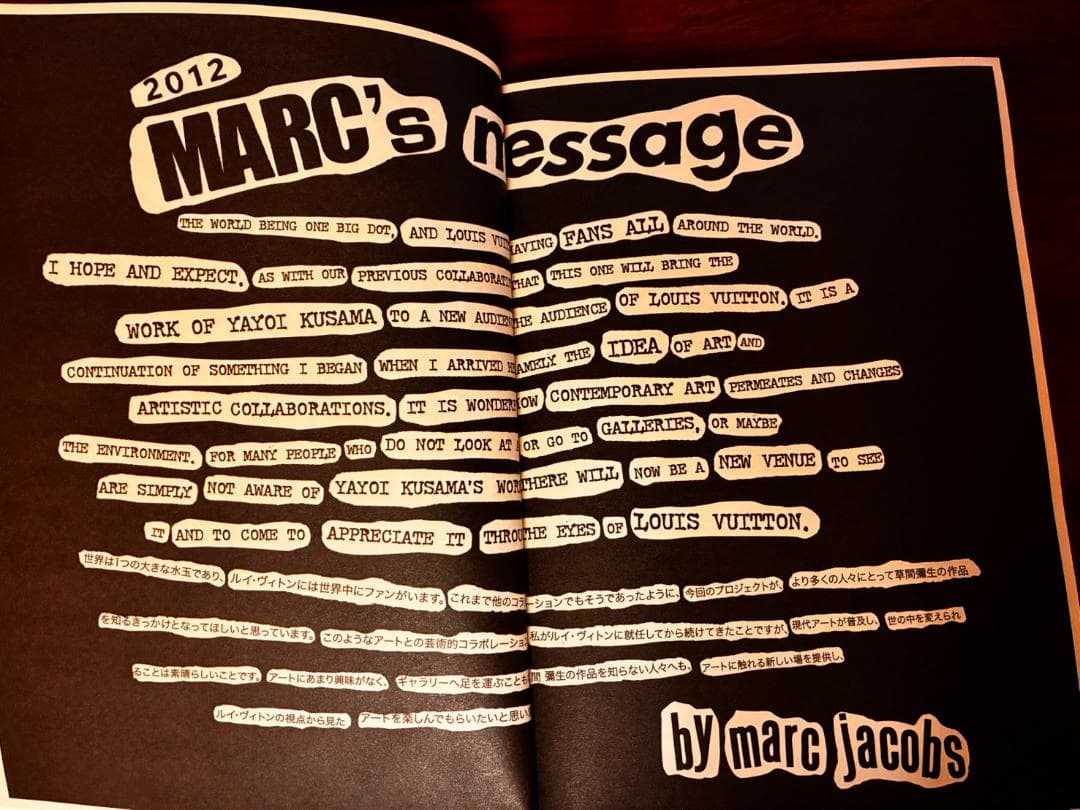 2012
MARC's message
THE WORLD BEING ONE BIG DOT, AND LOUIS VUI AVING FANS ALL AROUND THE WORLD.
I HOPE AND EXPECT. AS WITH OUR PREVIOUS COLLABORATI THAT THIS ONE WILL BRING THE
WORK OF YAYOI KUSAMA TO A NEW AUDIEN HE AUDIENCE OF LOUIS VUITTON. IT IS A
CONTINUATION OF SOMETHING I BEGAN WHEN I ARRIVED H AMELY THE IDEA OF ART AND
ARTISTIC COLLABORATIONS. IT IS WONDER OW CONTEMPORARY ART PERMEATES AND CHANGES
THE ENVIRONMENT. FOR MANY PEOPLE WHO DO NOT LOOK AT OR GO TO GALLERIES, OR MAYBE
ARE SIMPLY NOT AWARE OF YAYOI KUSAMA'S WOR THERE WILL NOW BE A NEW VENUE TO SEE
IT AND TO COME TO APPRECIATE IT THROU THE EYES OF LOUIS VUITTON.
世界は1つの大きな水玉であり、ルイ・ヴィトンには世界中にファンがいます。これまで他のコラーションでもそうであったように、今回のプロジェクトが、より多くの人々にとって草間彌生の作品
を知るきっかけとなってほしいと思っています。このようなアートとの芸術的コラボレーション 私がルイ・ヴィトンに就任してから続けてきたことですが、現代アートが普及し、世の中を変えられ
ることは素晴らしいことです。アートにあまり興味がなく、ギャラリーへ足を運ぶことも 彌生の作品を知らない人々へも、アートに触れる新しい場を提供し、
ルイ・ヴィトンの視点から見た アートを楽しんでもらいたいと思い
by marc jacobs